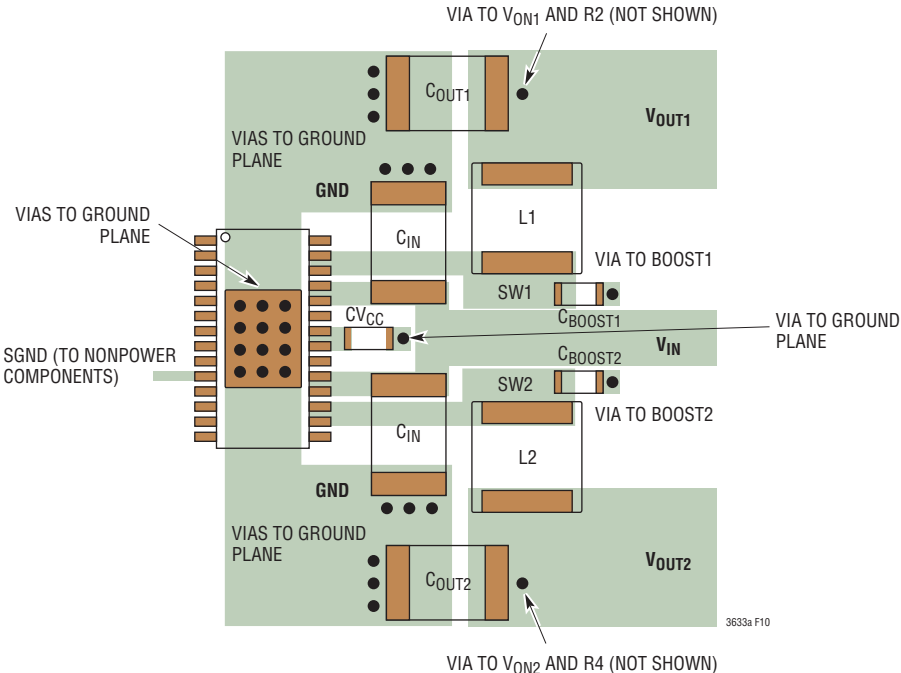 VIA TO VON1 AND R2 (NOT SHOWN)
COUT1
VOUT1
VIAS TO GROUND
PLANE
GND
VIAS TO GROUND
PLANE
CIN
L1
VIA TO BOOST1
SW1
CBOOST1
CVCC
VIA TO GROUND
PLANE
VIN
SGND (TO NONPOWER
COMPONENTS)
CBOOST2
SW2
VIA TO BOOST2
CIN
L2
GND
VIAS TO GROUND
PLANE
COUT2
VOUT2
3633a F10
VIA TO VON2 AND R4 (NOT SHOWN)